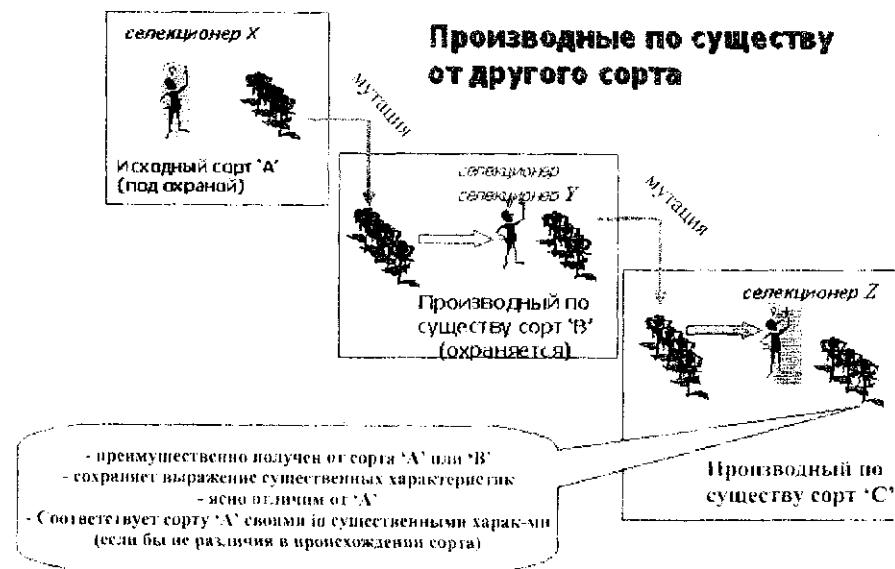 селекционер X
Производные по существу
от другого сорта
мутация
Исходный сорт 'A'
(под охраной)
селекционер
селекционер Y
мутация
Производный по
существу сорт 'B'
(охраняется)
селекционер Z
- преимущественно получен от сорта 'A' или 'B'
- сохраняет выражение существенных характеристик
- ясно отличим от 'A'
- Соответствует сорту 'A' своими in существенными харак-ми
(если бы не различия в происхождении сорта)
Производный по
существу сорт 'C'